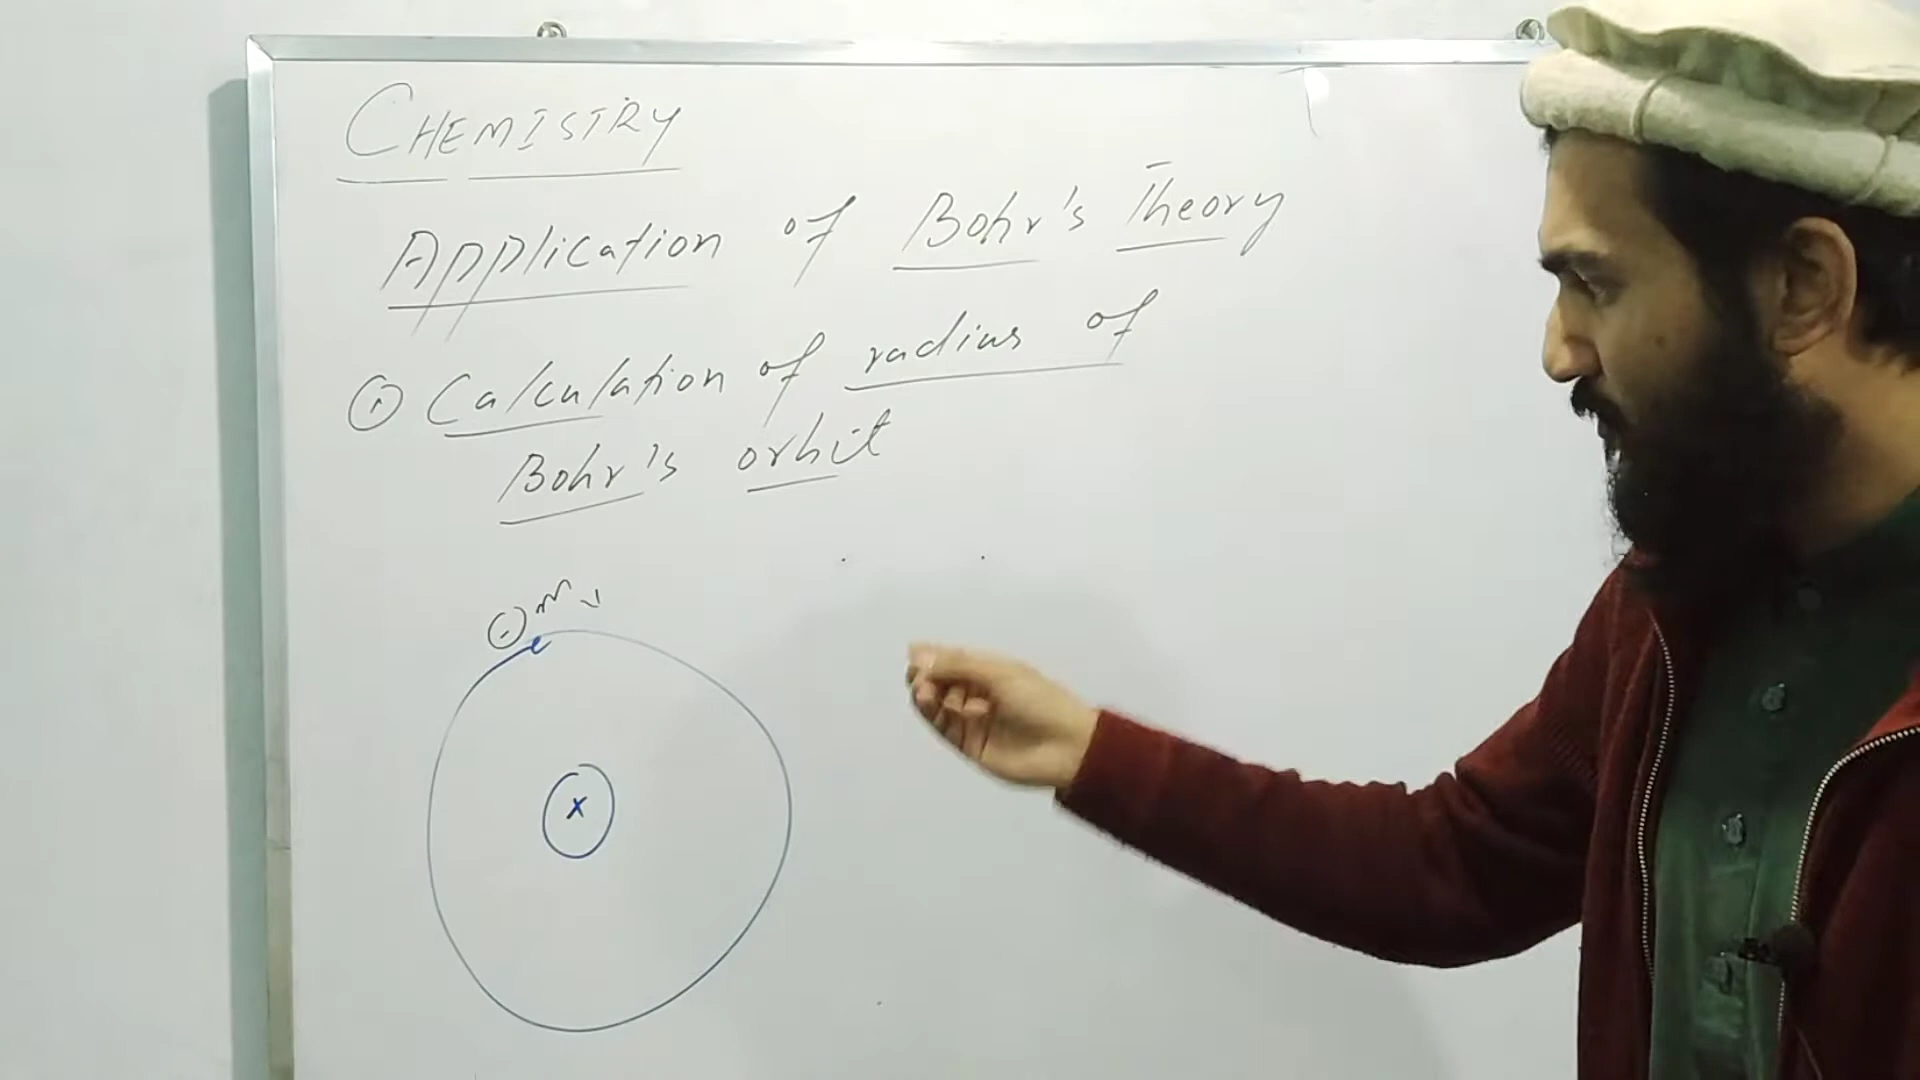 CHEMISTRY
Application of Bohr's Theory
① Calculation of radius of
Bohr's orbit
m v
x